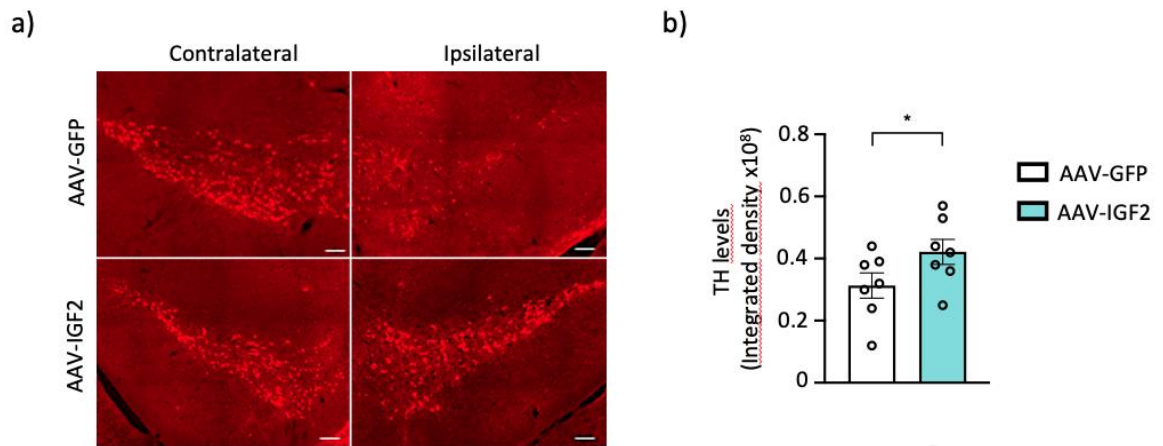 a)
Contralateral
Ipsilateral
AAV-GFP
AAV-IGF2
b)
TH levels
(Integrated density x10⁸)
0.8
0.6
0.4
0.2
0
*
AAV-GFP
AAV-IGF2